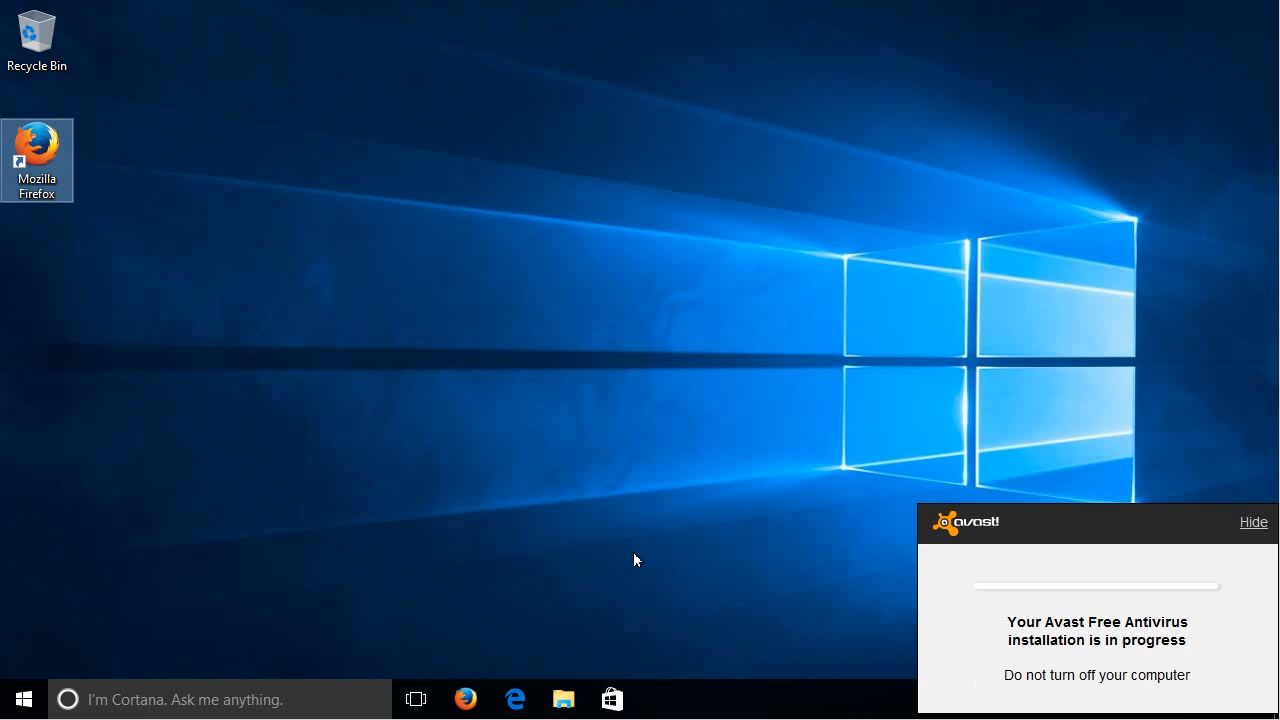 Recycle Bin
Mozilla
Firefox
avast!
Hide
Your Avast Free Antivirus
installation is in progress
Do not turn off your computer
I'm Cortana. Ask me anything.